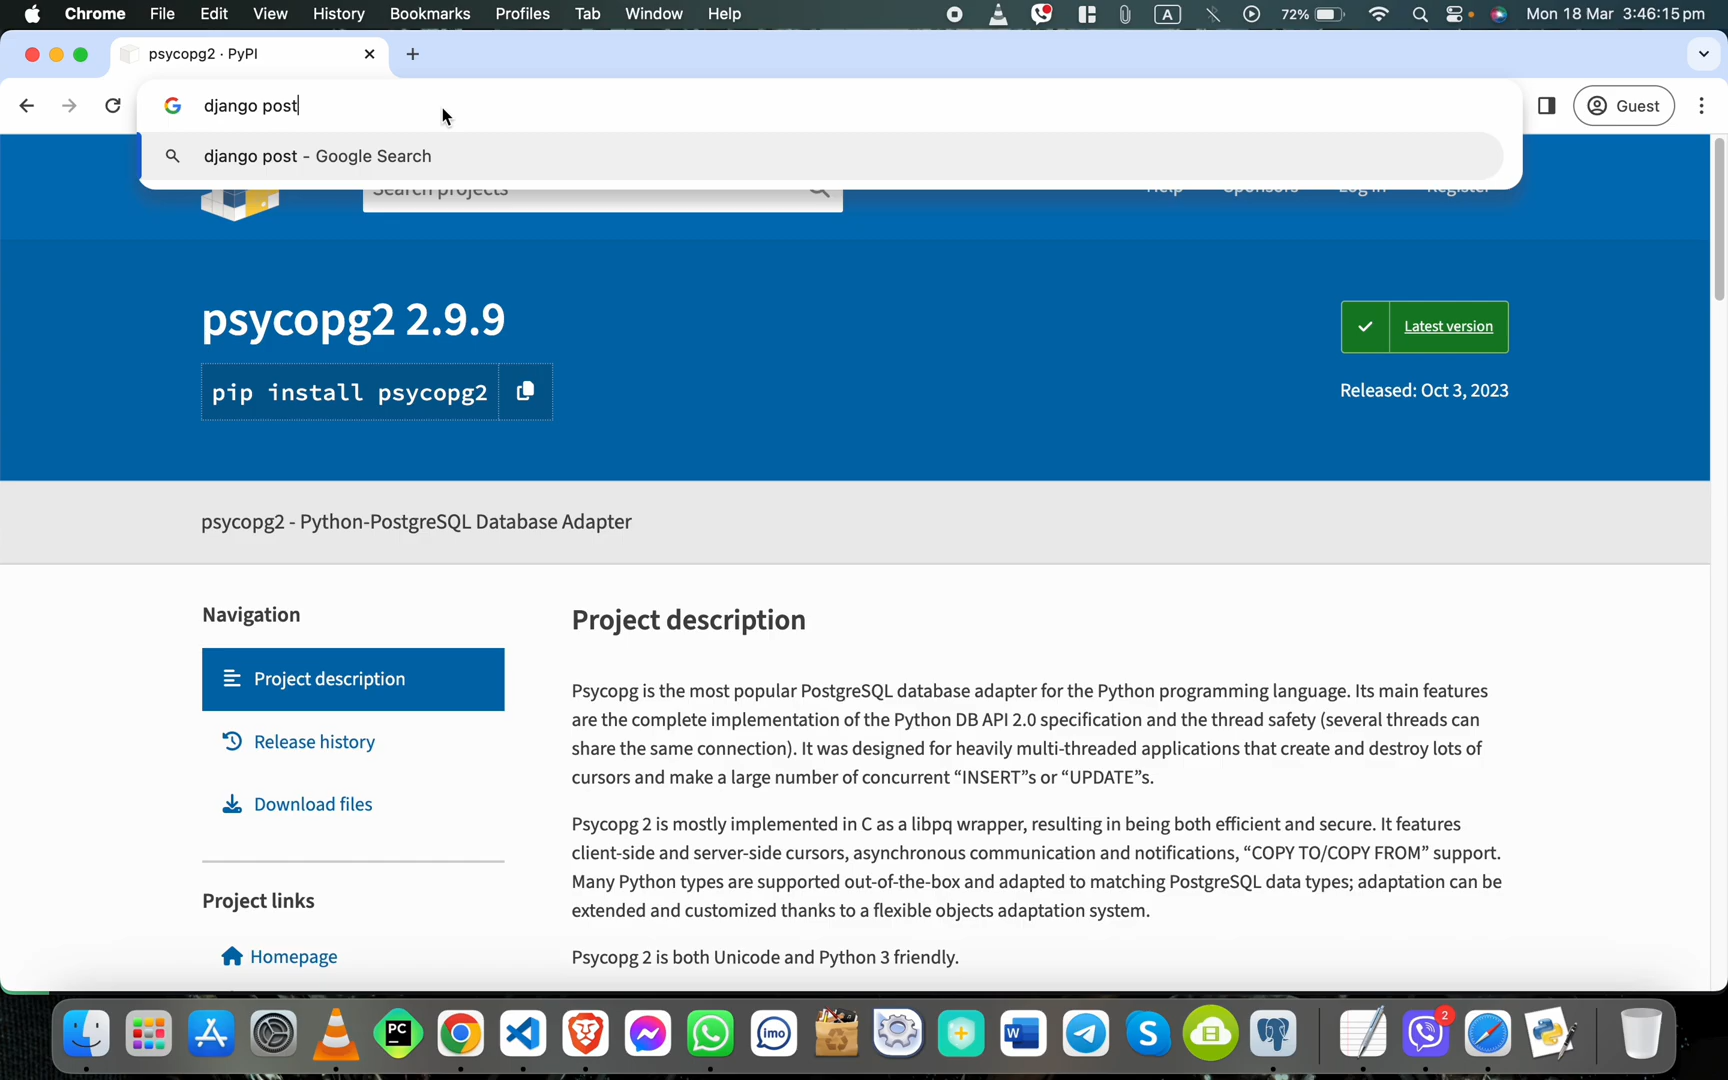 Chrome File Edit View History Bookmarks Profiles Tab Window Help A 72% Mon 18 Mar 3:46:15 pm
psycopg2 · PyPI
django post Guest
django post - Google Search
Search projects Help Sponsors Log in Register
psycopg2 2.9.9
Latest version
pip install psycopg2
Released: Oct 3, 2023
psycopg2 - Python-PostgreSQL Database Adapter
Navigation
Project description
Release history
Download files
Project links
Homepage
Project description
Psycopg is the most popular PostgreSQL database adapter for the Python programming language. Its main features
are the complete implementation of the Python DB API 2.0 specification and the thread safety (several threads can
share the same connection). It was designed for heavily multi-threaded applications that create and destroy lots of
cursors and make a large number of concurrent “INSERT”s or “UPDATE”s.
Psycopg 2 is mostly implemented in C as a libpq wrapper, resulting in being both efficient and secure. It features
client-side and server-side cursors, asynchronous communication and notifications, “COPY TO/COPY FROM” support.
Many Python types are supported out-of-the-box and adapted to matching PostgreSQL data types; adaptation can be
extended and customized thanks to a flexible objects adaptation system.
Psycopg 2 is both Unicode and Python 3 friendly.
PC imo W S 2